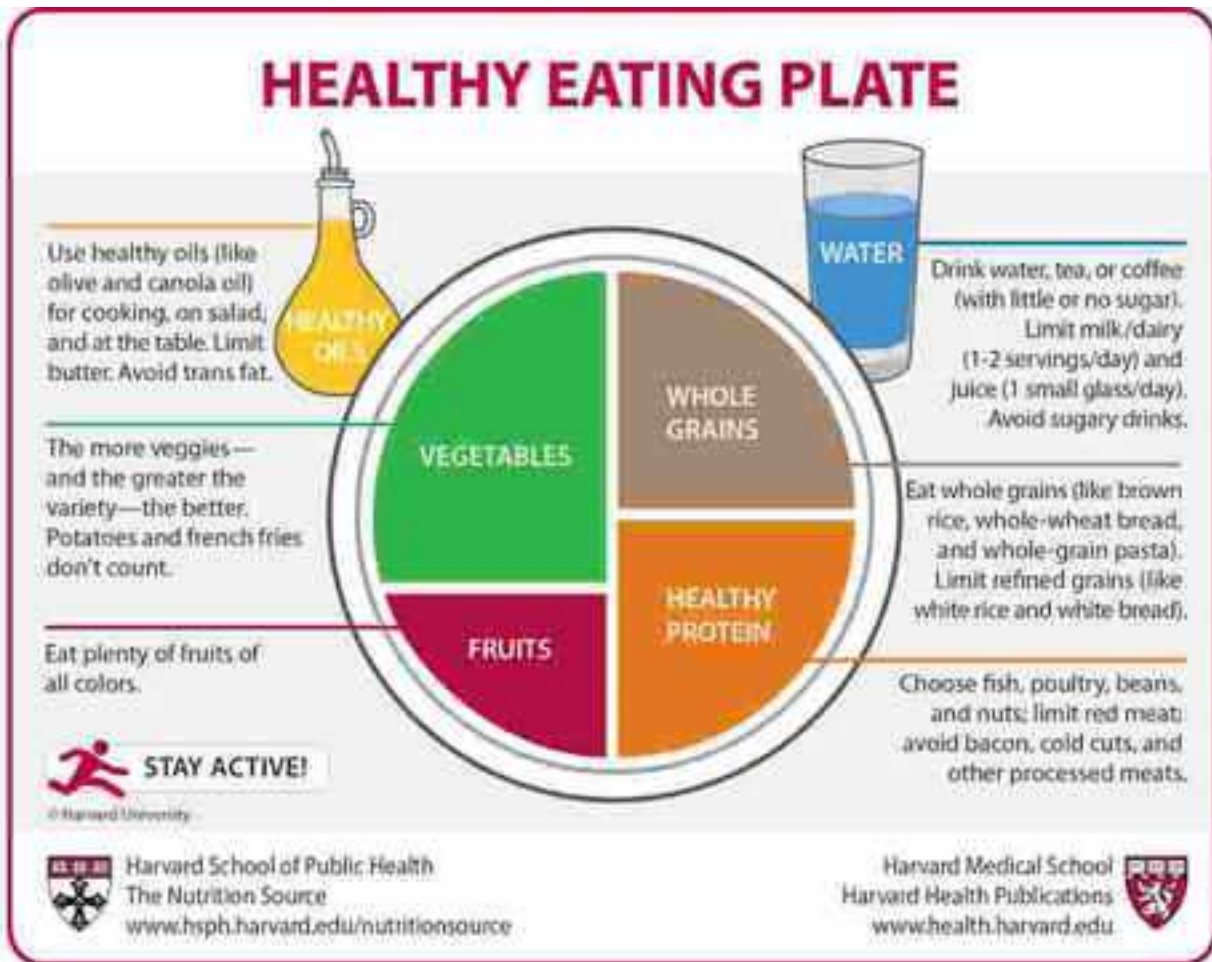 HEALTHY EATING PLATE
Use healthy oils (like
olive and canola oil)
for cooking, on salad,
and at the table. Limit
butter. Avoid trans fat.
HEALTHY
OILS
The more veggies—
and the greater the
variety—the better.
Potatoes and french fries
don't count.
Eat plenty of fruits of
all colors.
STAY ACTIVE!
© Harvard University
VEGETABLES
FRUITS
WHOLE
GRAINS
HEALTHY
PROTEIN
WATER
Drink water, tea, or coffee
(with little or no sugar).
Limit milk/dairy
(1-2 servings/day) and
juice (1 small glass/day).
Avoid sugary drinks.
Eat whole grains (like brown
rice, whole-wheat bread,
and whole-grain pasta).
Limit refined grains (like
white rice and white bread).
Choose fish, poultry, beans,
and nuts; limit red meat;
avoid bacon, cold cuts, and
other processed meats.
Harvard School of Public Health
The Nutrition Source
www.hsph.harvard.edu/nutritionsource
Harvard Medical School
Harvard Health Publications
www.health.harvard.edu